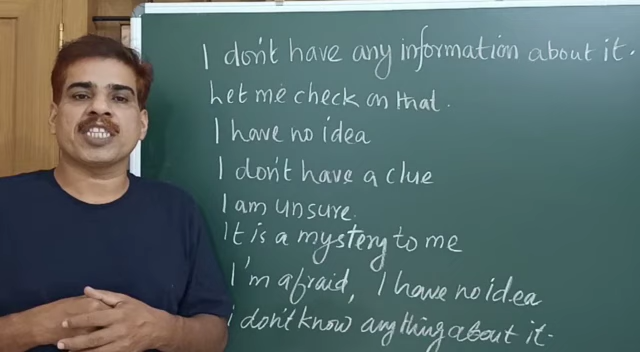 I don't have any information about it.
Let me check on that.
I have no idea
I don't have a clue
I am unsure.
It is a mystery to me
I'm afraid, I have no idea
i don't know anything about it.